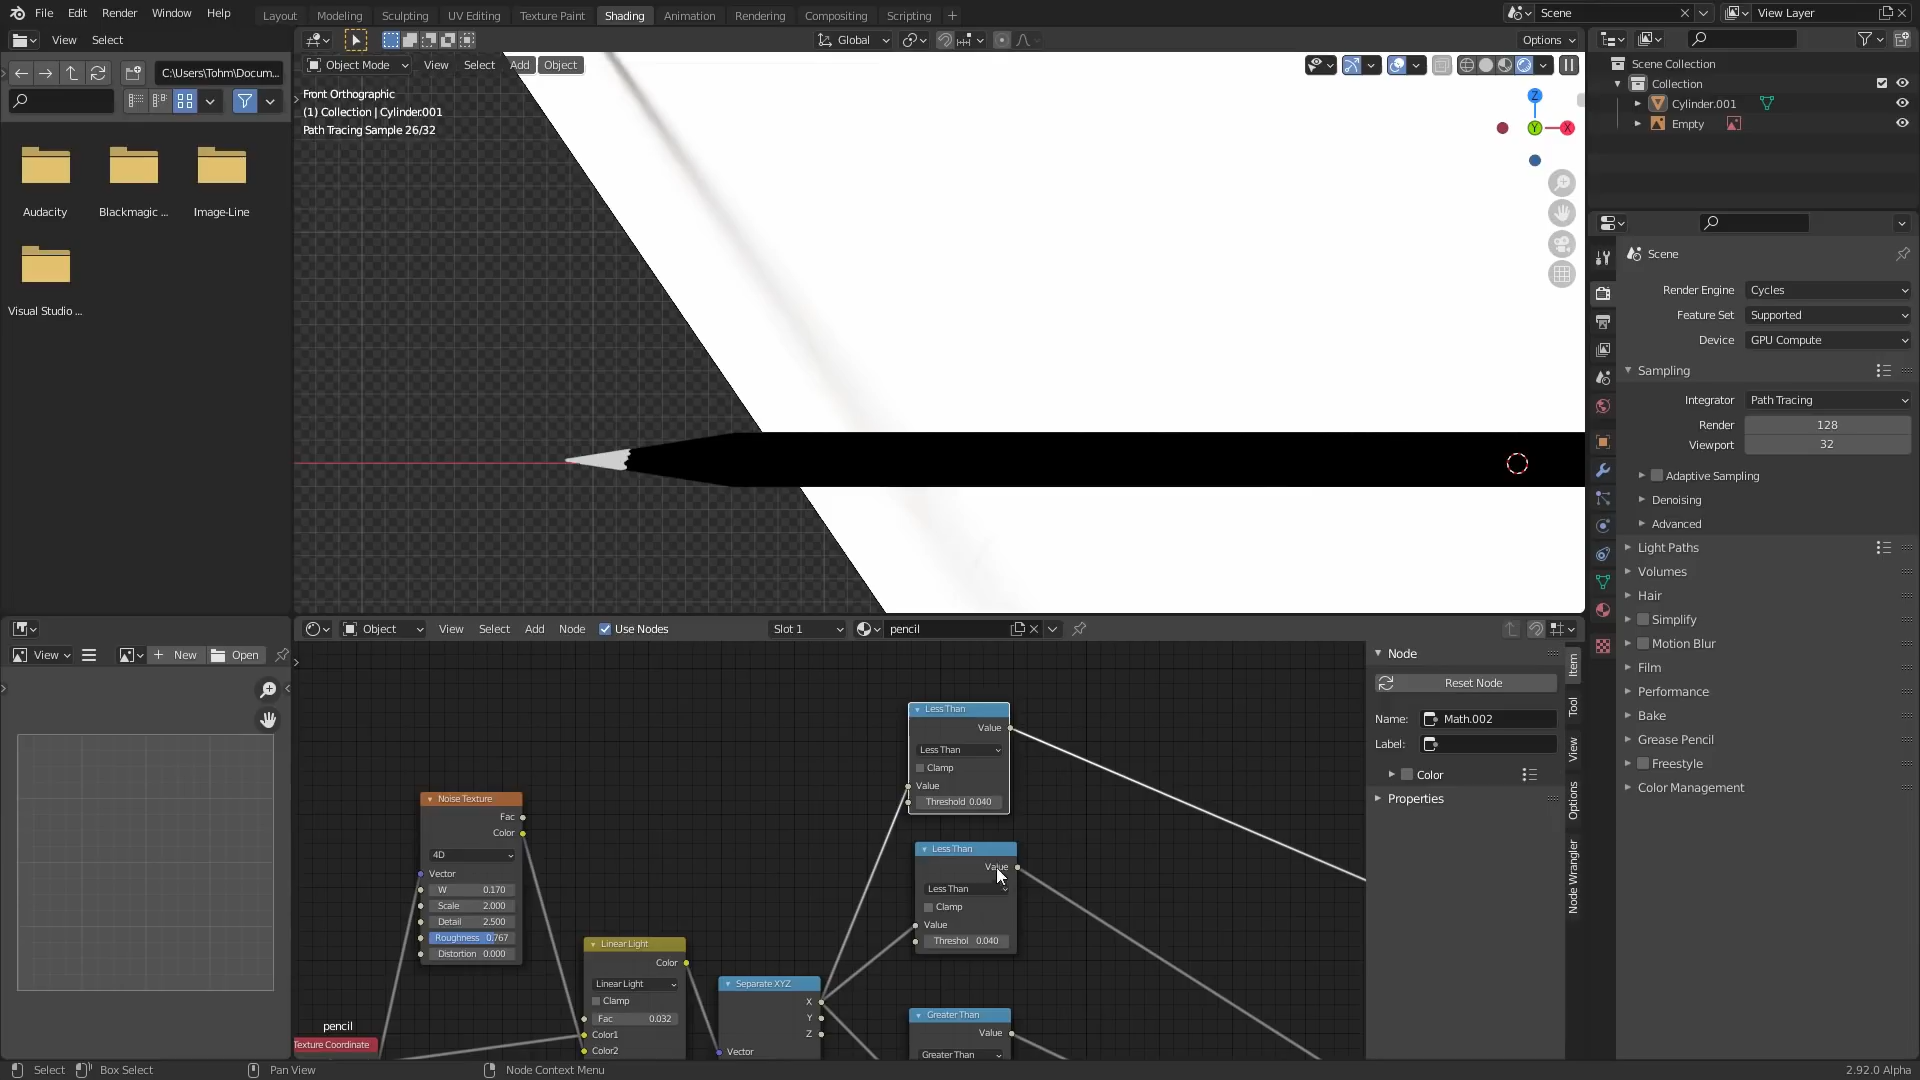 File Edit Render Window Help
Layout Modeling Sculpting UV Editing Texture Paint Shading Animation Rendering Compositing Scripting
Scene
View Layer
View Select
Global
Options
C:\Users\Tohm\Docum...
Object Mode View Select Add Object
Front Orthographic
(1) Collection | Cylinder.001
Path Tracing Sample 26/32
Z
Y
X
Audacity
Blackmagic ...
Image-Line
Visual Studio ...
Scene Collection
Collection
Cylinder.001
Empty
Scene
Render Engine Cycles
Feature Set Supported
Device GPU Compute
Sampling
Integrator Path Tracing
Render 128
Viewport 32
Adaptive Sampling
Denoising
Advanced
Light Paths
Volumes
Hair
Simplify
Motion Blur
Film
Performance
Bake
Grease Pencil
Freestyle
Color Management
View
New
Open
Object View Select Add Node Use Nodes
Slot 1
pencil
Node
Reset Node
Name: Math.002
Label:
Color
Properties
Item
Tool
View
Options
Node Wrangler
Less Than
Value
Less Than
Clamp
Value
Threshold 0.040
Less Than
Value
Less Than
Clamp
Value
Threshol 0.040
Greater Than
Value
Greater Than
Noise Texture
Fac
Color
4D
Vector
W 0.170
Scale 2.000
Detail 2.500
Roughness 0.767
Distortion 0.000
Linear Light
Color
Linear Light
Clamp
Fac 0.032
Color1
Color2
Separate XYZ
X
Y
Z
Vector
pencil
Texture Coordinate
Select
Box Select
Pan View
Node Context Menu
2.92.0 Alpha